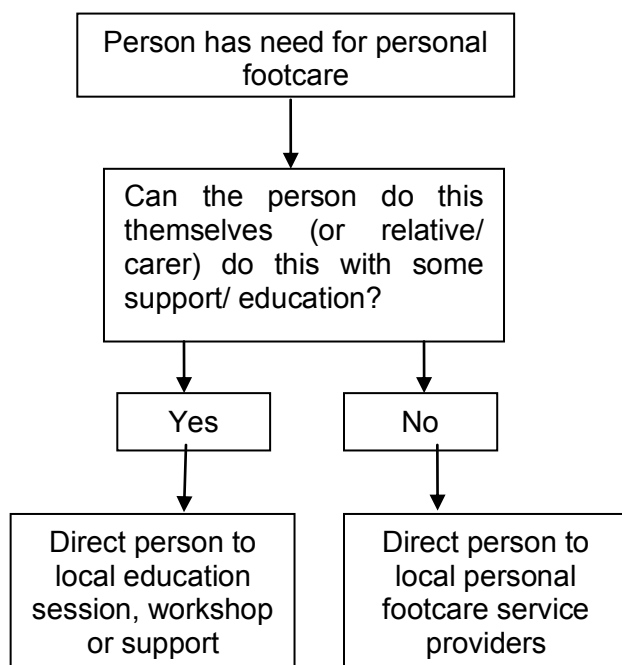 Person has need for personal
footcare
Can the person do this
themselves (or relative/
carer) do this with some
support/ education?
Yes
No
Direct person to
local education
session, workshop
or support
Direct person to
local personal
footcare service
providers